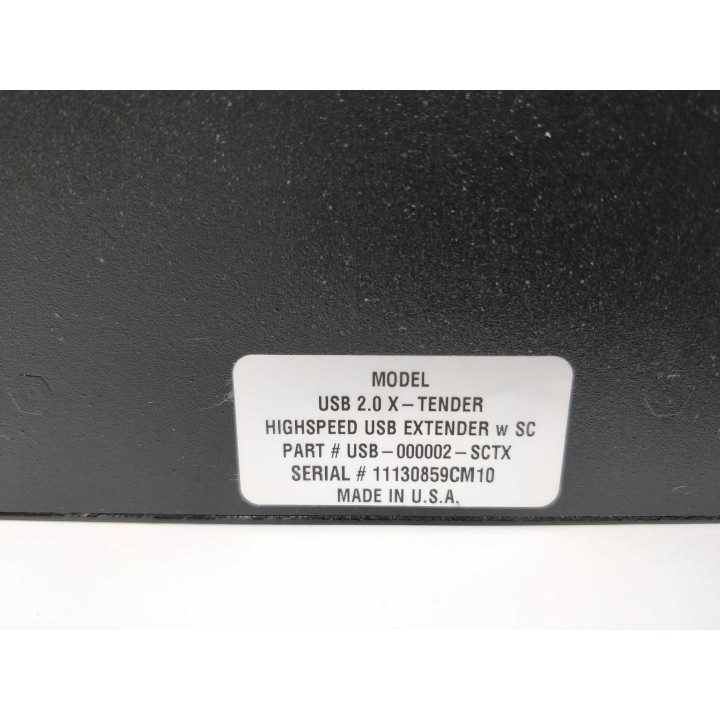 MODEL
USB 2.0 X-TENDER
HIGHSPEED USB EXTENDER w SC
PART # USB-000002-SCTX
SERIAL # 11130859CM10
MADE IN U.S.A.